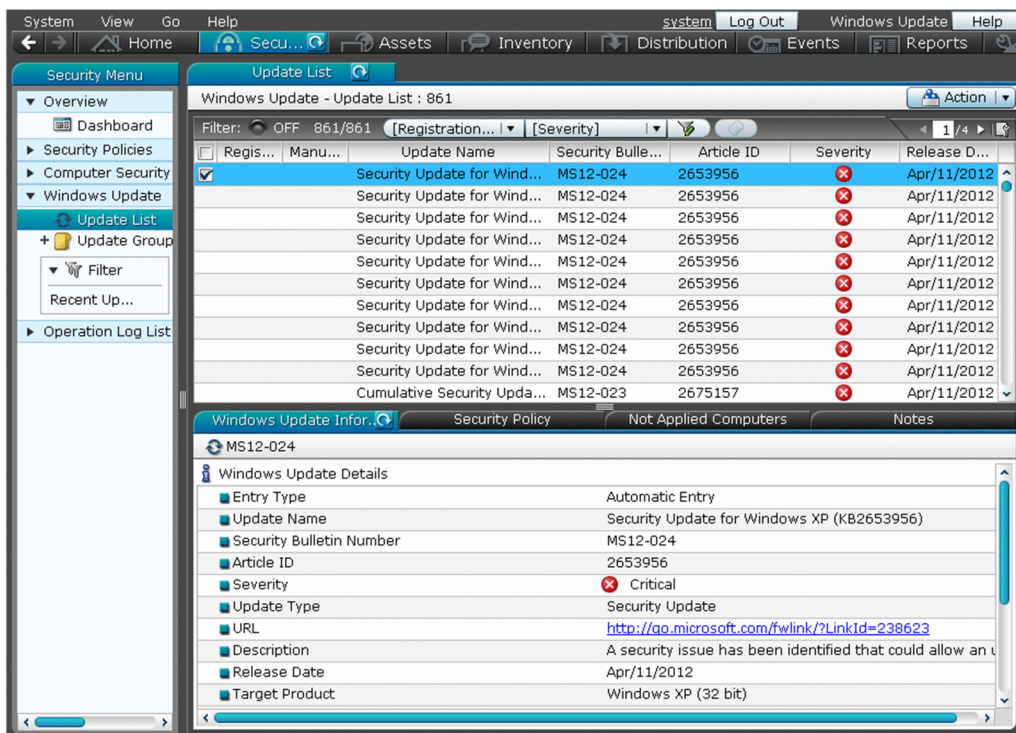 System View Go Help system Log Out Windows Update Help
Home Secu... Assets Inventory Distribution Events Reports
Security Menu
Overview
Dashboard
Security Policies
Computer Security
Windows Update
Update List
Update Group
Filter
Recent Up...
Operation Log List
Update List
Windows Update - Update List : 861 Action
Filter: OFF 861/861 [Registration... [Severity] 1 /4
Regis... Manu... Update Name Security Bulle... Article ID Severity Release D...
Security Update for Wind... MS12-024 2653956 Apr/11/2012
Security Update for Wind... MS12-024 2653956 Apr/11/2012
Security Update for Wind... MS12-024 2653956 Apr/11/2012
Security Update for Wind... MS12-024 2653956 Apr/11/2012
Security Update for Wind... MS12-024 2653956 Apr/11/2012
Security Update for Wind... MS12-024 2653956 Apr/11/2012
Security Update for Wind... MS12-024 2653956 Apr/11/2012
Security Update for Wind... MS12-024 2653956 Apr/11/2012
Security Update for Wind... MS12-024 2653956 Apr/11/2012
Security Update for Wind... MS12-024 2653956 Apr/11/2012
Cumulative Security Upda... MS12-023 2675157 Apr/11/2012
Windows Update Infor.. Security Policy Not Applied Computers Notes
MS12-024
Windows Update Details
Entry Type Automatic Entry
Update Name Security Update for Windows XP (KB2653956)
Security Bulletin Number MS12-024
Article ID 2653956
Severity Critical
Update Type Security Update
URL http://go.microsoft.com/fwlink/?LinkId=238623
Description A security issue has been identified that could allow an
Release Date Apr/11/2012
Target Product Windows XP (32 bit)